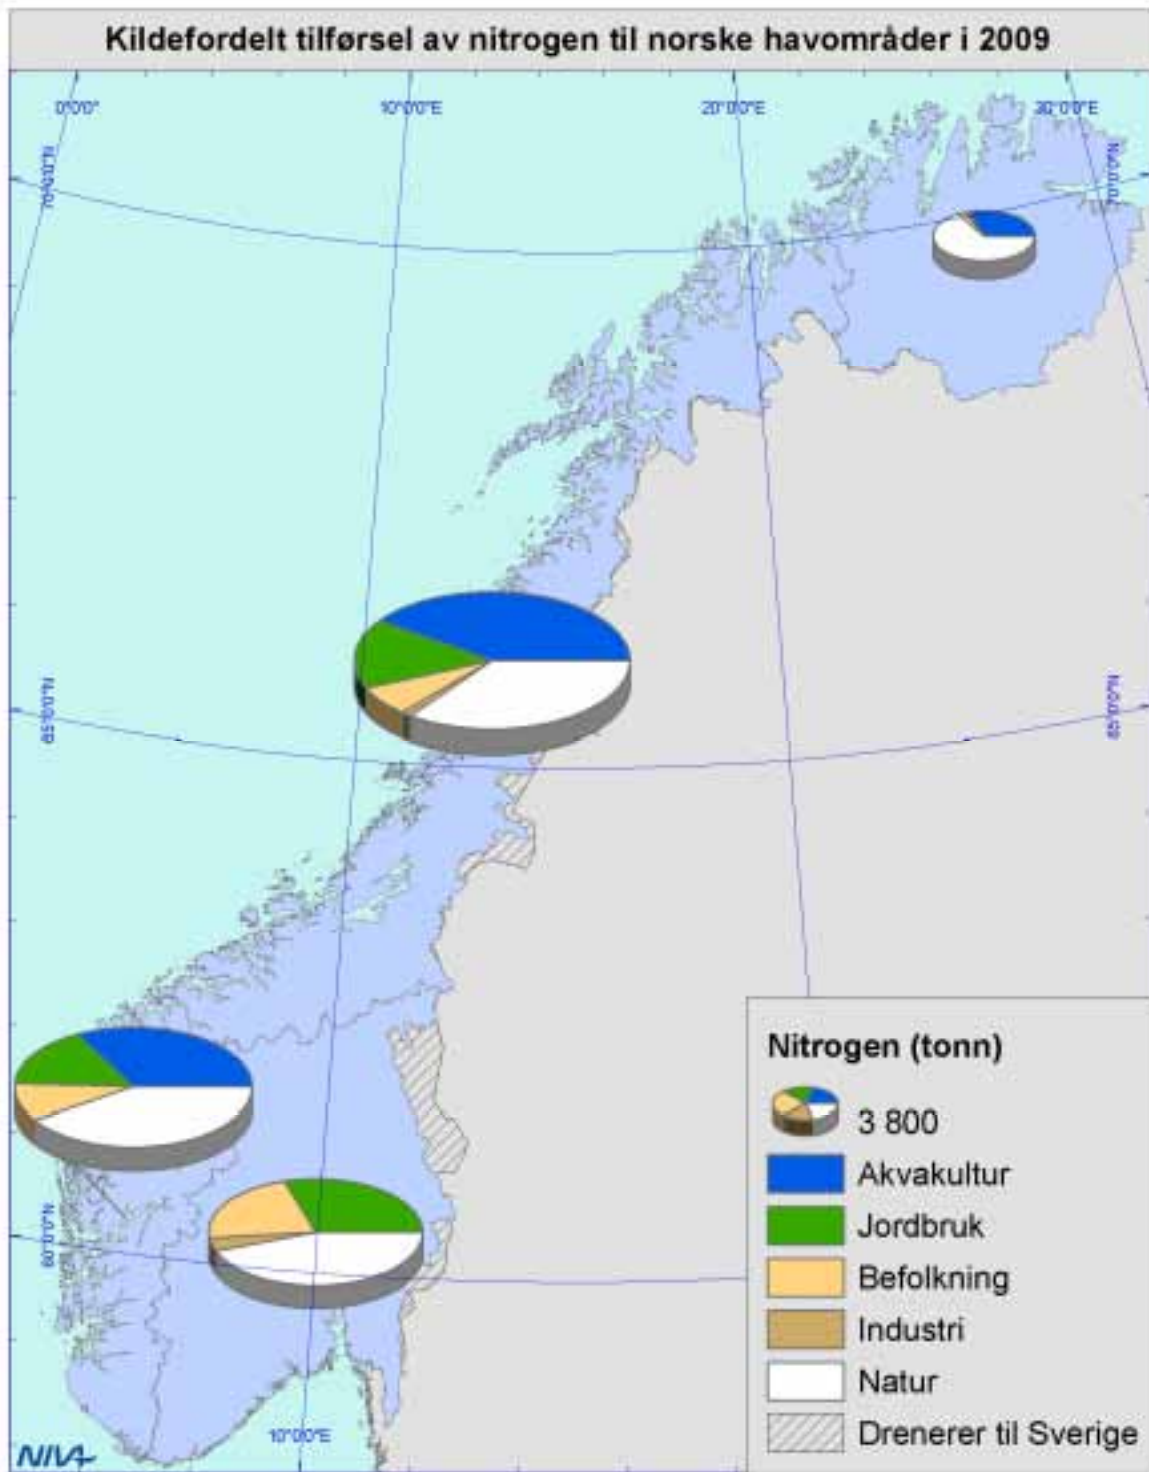 Kildefordelt tilførsel av nitrogen til norske havområder i 2009
0°0'0"
10°0'0"E
20°0'0"E
30°0'0"E
70°0'0"N
70°0'0"N
65°0'0"N
65°0'0"N
60°0'0"N
10°0'0"E
Nitrogen (tonn)
3 800
Akvakultur
Jordbruk
Befolkning
Industri
Natur
Drenerer til Sverige
NIVA